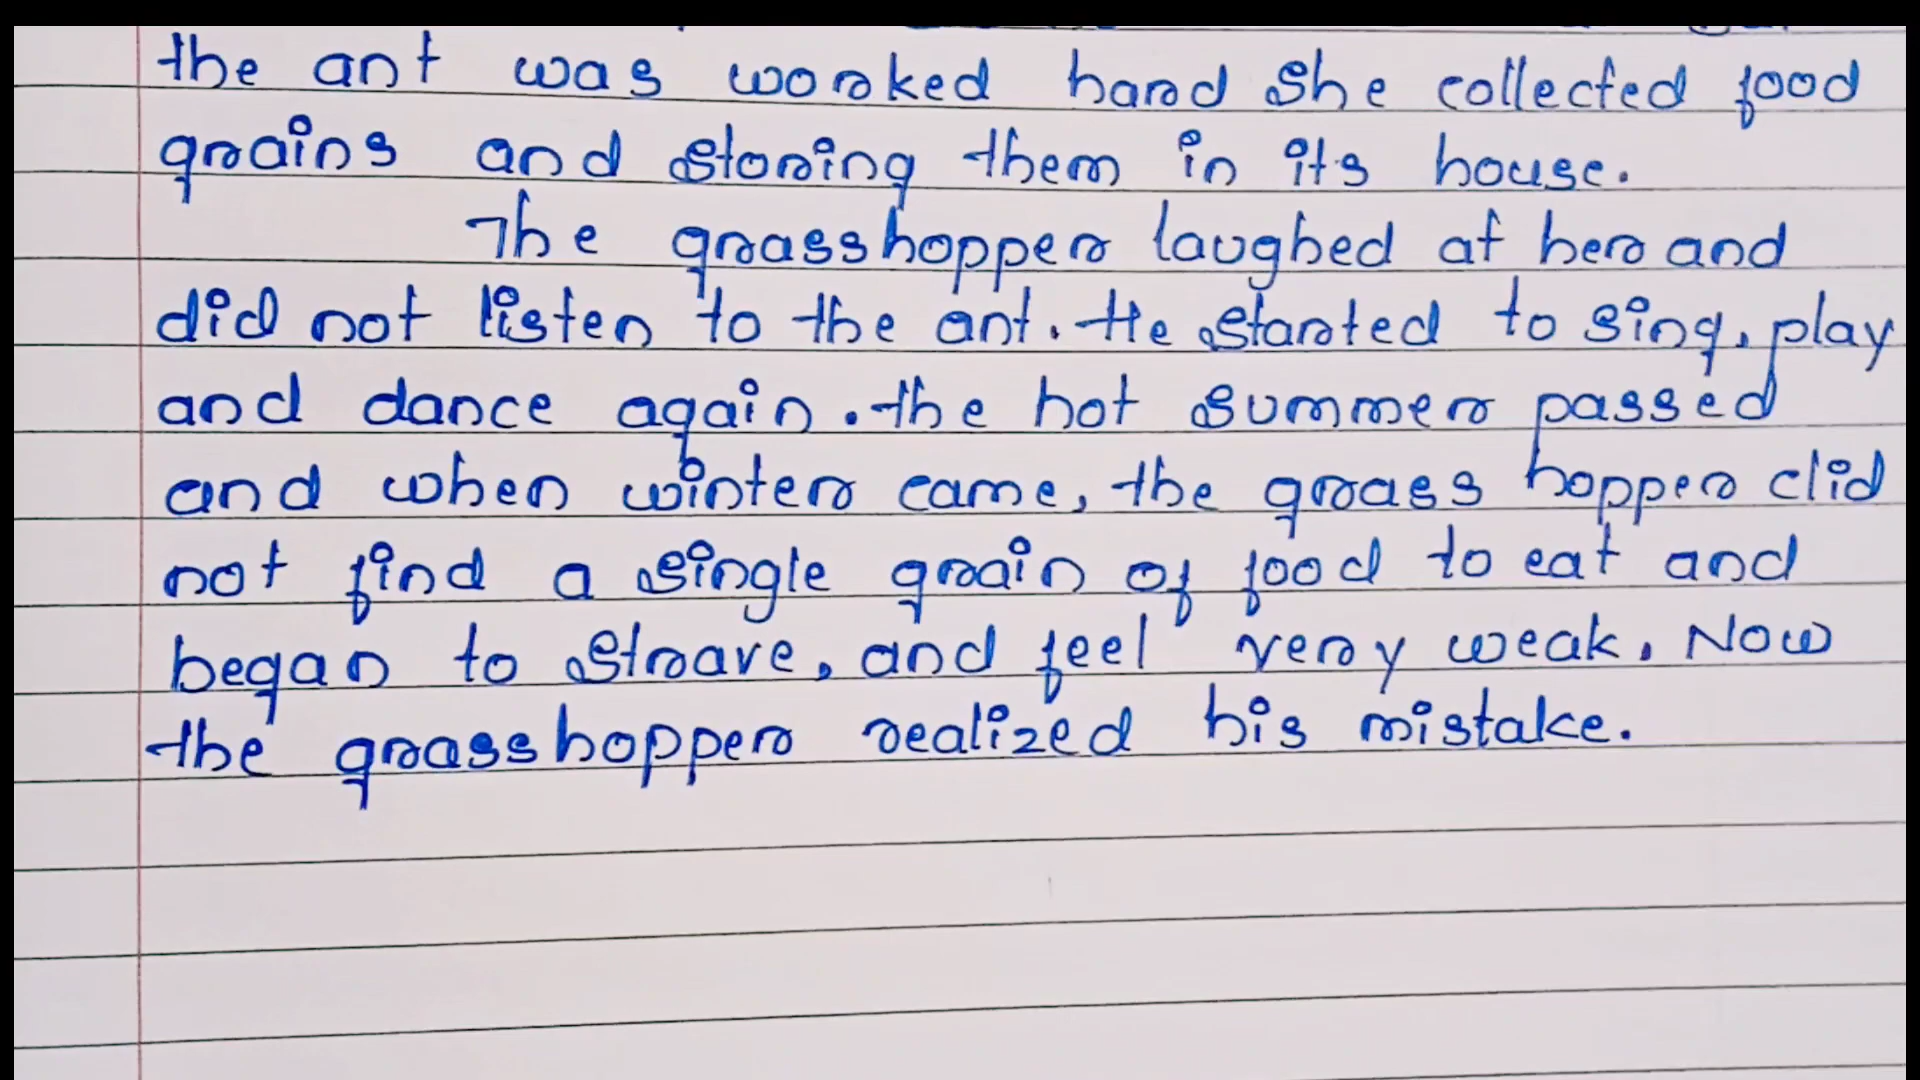 the ant was worked hard She collected food
grains and storing them in its house.
The grasshopper laughed at her and
did not listen to the ant. He started to sing, play
and dance again. the hot summer passed
and when winter came, the grass hopper did
not find a single grain of food to eat and
began to strave, and feel very weak. Now
the grasshopper realized his mistake.